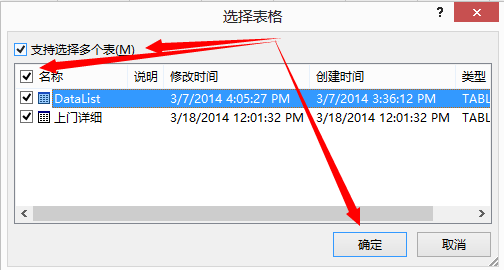 选择表格
?
支持选择多个表(M)
名称 说明 修改时间 创建时间 类型
DataList 3/7/2014 4:05:27 PM 3/7/2014 3:36:12 PM TABL
上门详细 3/18/2014 12:01:32 PM 3/18/2014 12:01:32 PM TABL
确定 取消